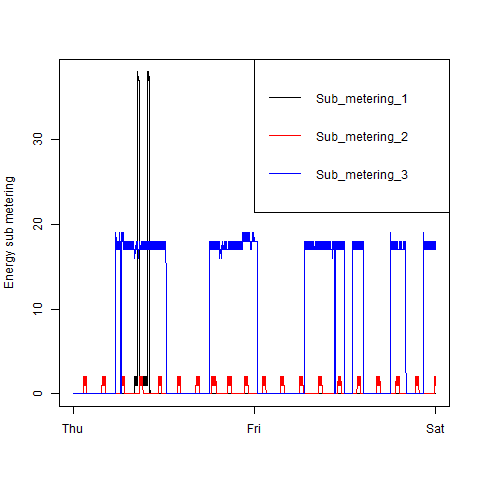 Sub_metering_1
Sub_metering_2
Sub_metering_3
Energy sub metering
30
20
10
0
Thu
Fri
Sat